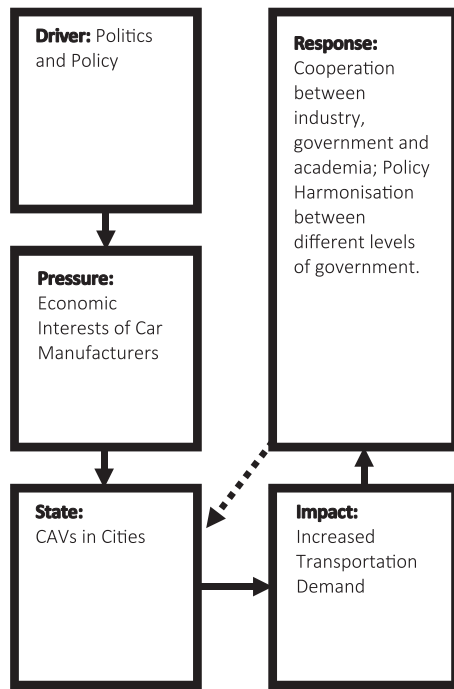 Driver: Politics
and Policy
Pressure:
Economic
Interests of Car
Manufacturers
State:
CAVs in Cities
Impact:
Increased
Transportation
Demand
Response:
Cooperation
between
industry,
government and
academia; Policy
Harmonisation
between
different levels
of government.